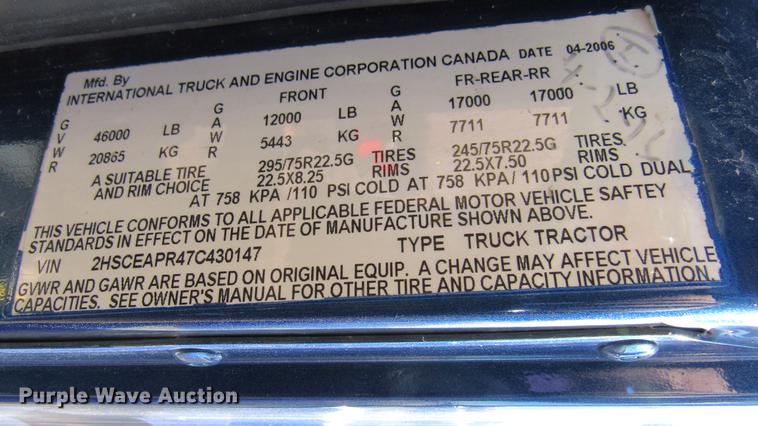 Mfd. By
INTERNATIONAL TRUCK AND ENGINE CORPORATION CANADA DATE 04-2006
G V W R 46000 LB G A W R FRONT 12000 LB G A W R FR-REAR-RR 17000 17000 LB
20865 KG 5443 KG 7711 7711 KG
A SUITABLE TIRE 295/75R22.5G TIRES 245/75R22.5G TIRES
AND RIM CHOICE 22.5X8.25 RIMS 22.5X7.50 RIMS
AT 758 KPA /110 PSI COLD AT 758 KPA / 110 PSI COLD DUAL
THIS VEHICLE CONFORMS TO ALL APPLICABLE FEDERAL MOTOR VEHICLE SAFTEY
STANDARDS IN EFFECT ON THE DATE OF MANUFACTURE SHOWN ABOVE.
VIN 2HSCEAPR47C430147 TYPE TRUCK TRACTOR
GVWR AND GAWR ARE BASED ON ORIGINAL EQUIP. A CHANGE MAY AFFECT VEHICLE
CAPACITIES. SEE OWNER'S MANUAL FOR OTHER TIRE AND CAPACITY INFORMATION.
Purple Wave Auction